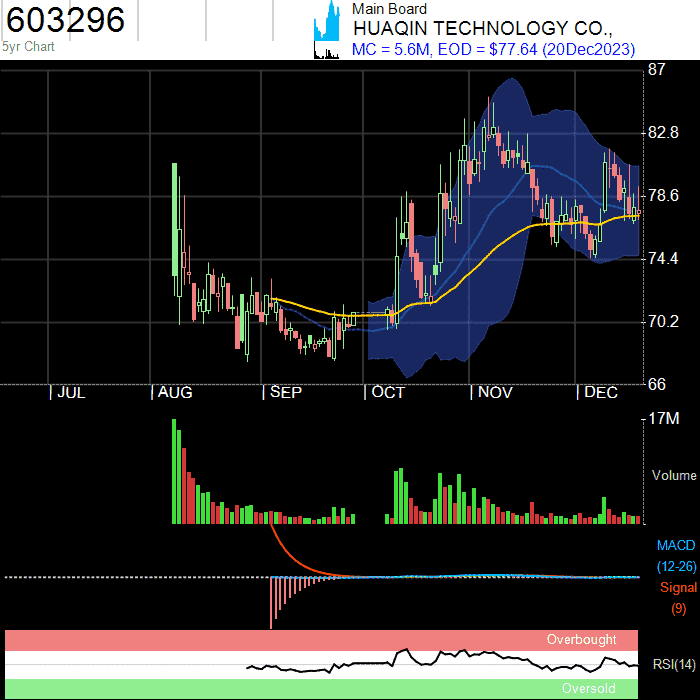 603296
5yr Chart
Main Board
HUAQIN TECHNOLOGY CO.,
MC = 5.6M, EOD = $77.64 (20Dec2023)
87
82.8
78.6
74.4
70.2
66
JUL
AUG
SEP
OCT
NOV
DEC
17M
Volume
MACD
(12-26)
Signal
(9)
Overbought
RSI(14)
Oversold